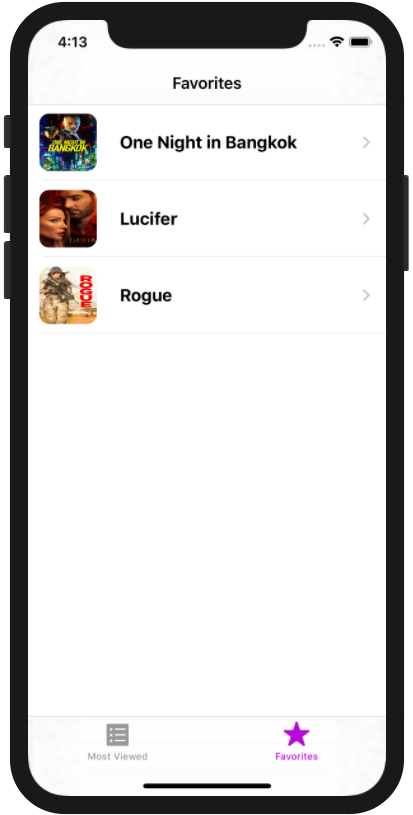 4:13
Favorites
ONE NIGHT IN
BANGKOK
One Night in Bangkok
LUCIFER
Lucifer
ROGUE
Rogue
Most Viewed
Favorites